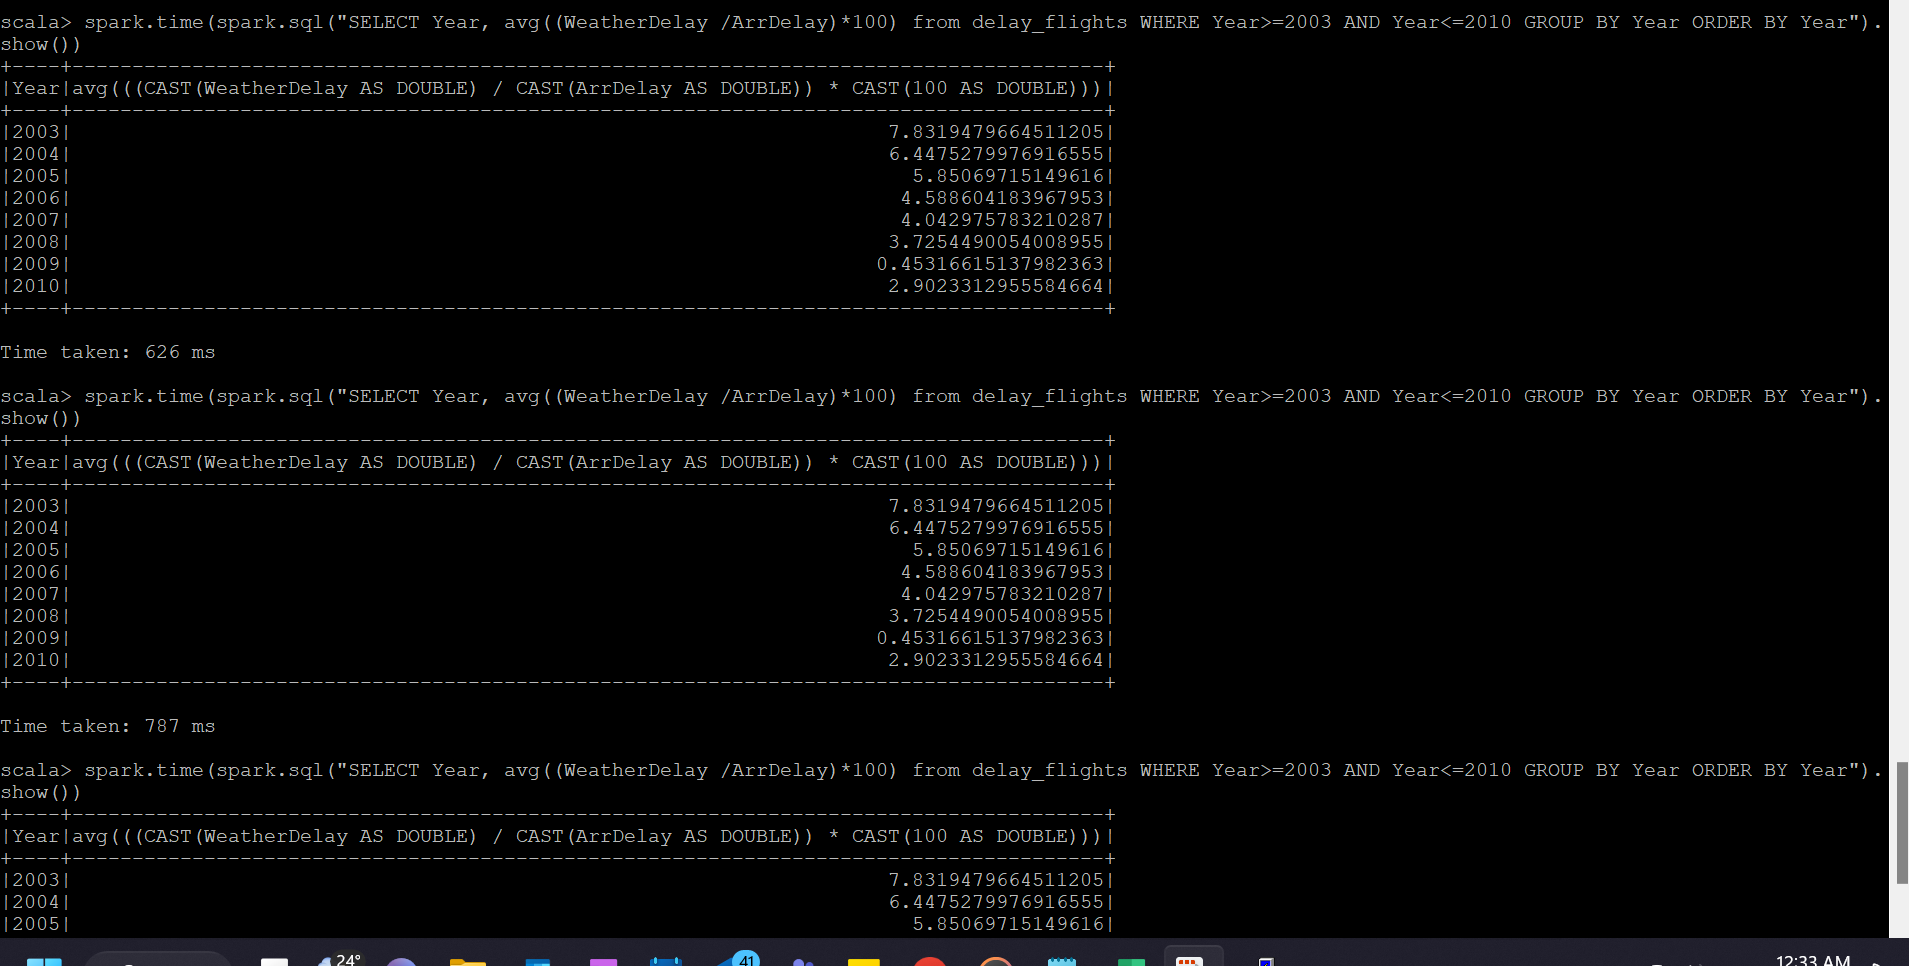 scala> spark.time(spark.sql("SELECT Year, avg((WeatherDelay /ArrDelay)*100) from delay_flights WHERE Year>=2003 AND Year<=2010 GROUP BY Year ORDER BY Year").
show())
+----+--------------------------------------------------------------------------------------+
|Year|avg(((CAST(WeatherDelay AS DOUBLE) / CAST(ArrDelay AS DOUBLE)) * CAST(100 AS DOUBLE)))|
+----+--------------------------------------------------------------------------------------+
|2003|                                                                    7.8319479664511205|
|2004|                                                                    6.4475279976916555|
|2005|                                                                      5.85069715149616|
|2006|                                                                     4.588604183967953|
|2007|                                                                     4.042975783210287|
|2008|                                                                    3.7254490054008955|
|2009|                                                                   0.45316615137982363|
|2010|                                                                    2.9023312955584664|
+----+--------------------------------------------------------------------------------------+
Time taken: 626 ms
scala> spark.time(spark.sql("SELECT Year, avg((WeatherDelay /ArrDelay)*100) from delay_flights WHERE Year>=2003 AND Year<=2010 GROUP BY Year ORDER BY Year").
show())
+----+--------------------------------------------------------------------------------------+
|Year|avg(((CAST(WeatherDelay AS DOUBLE) / CAST(ArrDelay AS DOUBLE)) * CAST(100 AS DOUBLE)))|
+----+--------------------------------------------------------------------------------------+
|2003|                                                                    7.8319479664511205|
|2004|                                                                    6.4475279976916555|
|2005|                                                                      5.85069715149616|
|2006|                                                                     4.588604183967953|
|2007|                                                                     4.042975783210287|
|2008|                                                                    3.7254490054008955|
|2009|                                                                   0.45316615137982363|
|2010|                                                                    2.9023312955584664|
+----+--------------------------------------------------------------------------------------+
Time taken: 787 ms
scala> spark.time(spark.sql("SELECT Year, avg((WeatherDelay /ArrDelay)*100) from delay_flights WHERE Year>=2003 AND Year<=2010 GROUP BY Year ORDER BY Year").
show())
+----+--------------------------------------------------------------------------------------+
|Year|avg(((CAST(WeatherDelay AS DOUBLE) / CAST(ArrDelay AS DOUBLE)) * CAST(100 AS DOUBLE)))|
+----+--------------------------------------------------------------------------------------+
|2003|                                                                    7.8319479664511205|
|2004|                                                                    6.4475279976916555|
|2005|                                                                      5.85069715149616|
24° 41 12:33 AM